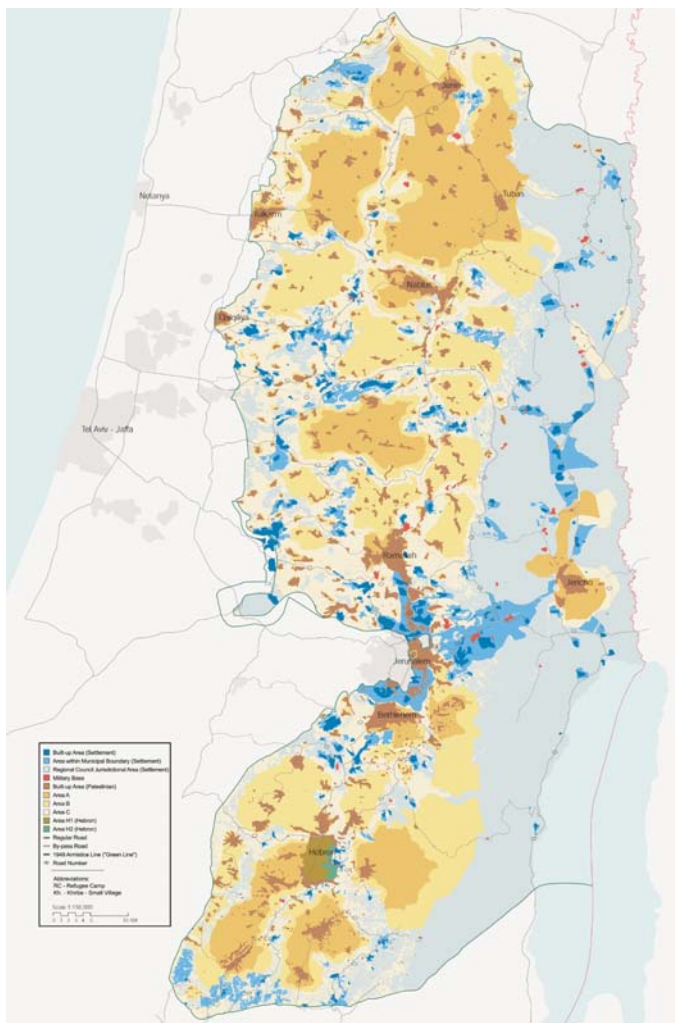 Jenin
Netanya
Tubas
Tulkarm
Nablus
Qalqiliya
Tel Aviv - Jaffa
Ramallah
Jericho
Jerusalem
Bethlehem
Hebron
Built-up Area (Settlement)
Area within Municipal Boundary (Settlement)
Regional Council Jurisdictional Area (Settlement)
Military Base
Built-up Area (Palestinian)
Area A
Area B
Area C
Area H1 (Hebron)
Area H2 (Hebron)
Regular Road
By-pass Road
1949 Armistice Line ("Green Line")
Road Number
Abbreviations:
RC - Refugee Camp
Kh. - Khirbe - Small Village